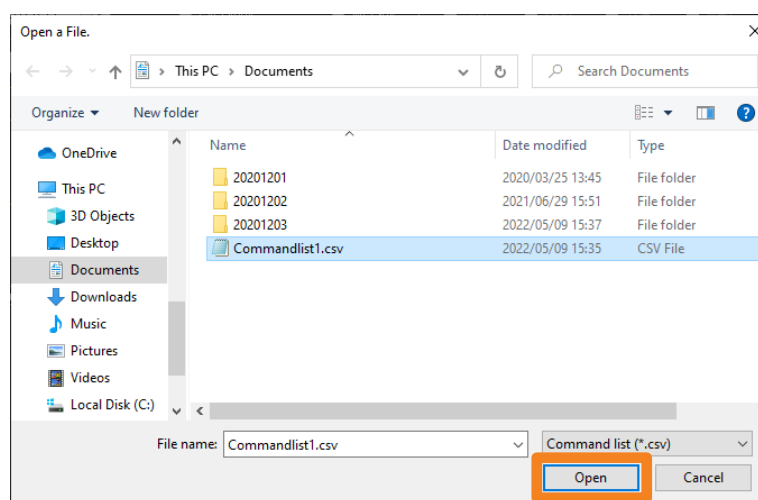 Open a File.
This PC > Documents
Search Documents
Organize
New folder
Name
Date modified
Type
OneDrive
This PC
3D Objects
Desktop
Documents
Downloads
Music
Pictures
Videos
Local Disk (C:)
20201201 2020/03/25 13:45 File folder
20201202 2021/06/29 15:51 File folder
20201203 2022/05/09 15:37 File folder
Commandlist1.csv 2022/05/09 15:35 CSV File
File name: Commandlist1.csv
Command list (*.csv)
Open
Cancel